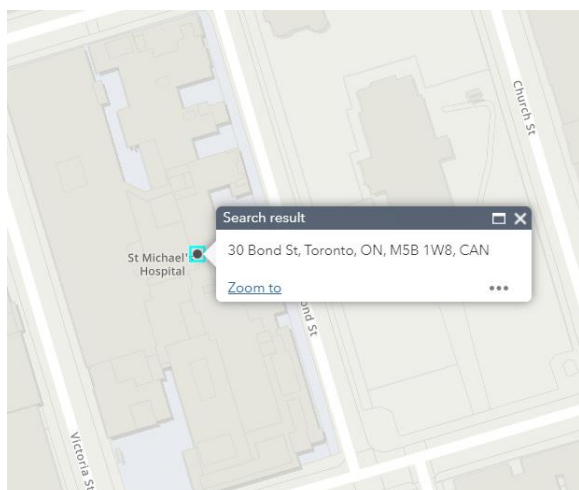 Church St
Search result
30 Bond St, Toronto, ON, M5B 1W8, CAN
Zoom to
St Michael'
Hospital
ond St
Victoria St